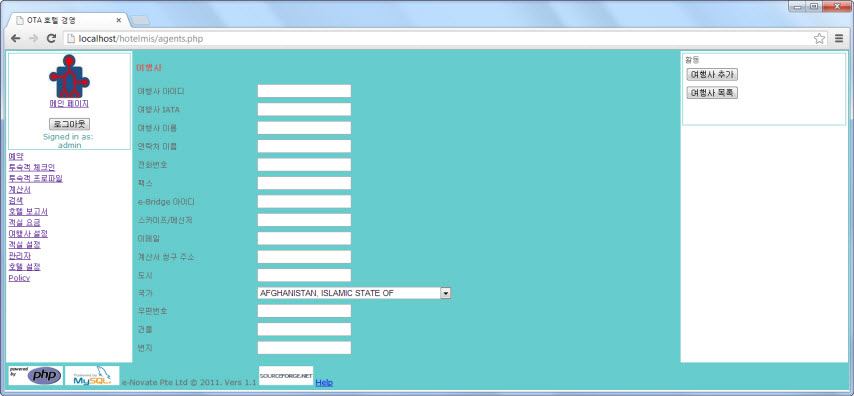 OTA 호텔 경영
localhost/hotelmis/agents.php
메인 페이지
로그아웃
Signed in as:
admin
예약
투숙객 체크인
투숙객 프로파일
계산서
검색
호텔 보고서
객실 요금
여행사 설정
객실 설정
관리자
호텔 설정
Policy
여행사
여행사 아이디
여행사 IATA
여행사 이름
연락처 이름
전화번호
팩스
e-Bridge 아이디
스카이프/메신저
이메일
계산서 청구 주소
도시
국가 AFGHANISTAN, ISLAMIC STATE OF
우편번호
건물
번지
활동
여행사 추가
여행사 목록
powered by php
Powered by MySQL
e-Novate Pte Ltd © 2011. Vers 1.1
SOURCEFORGE.NET
Help